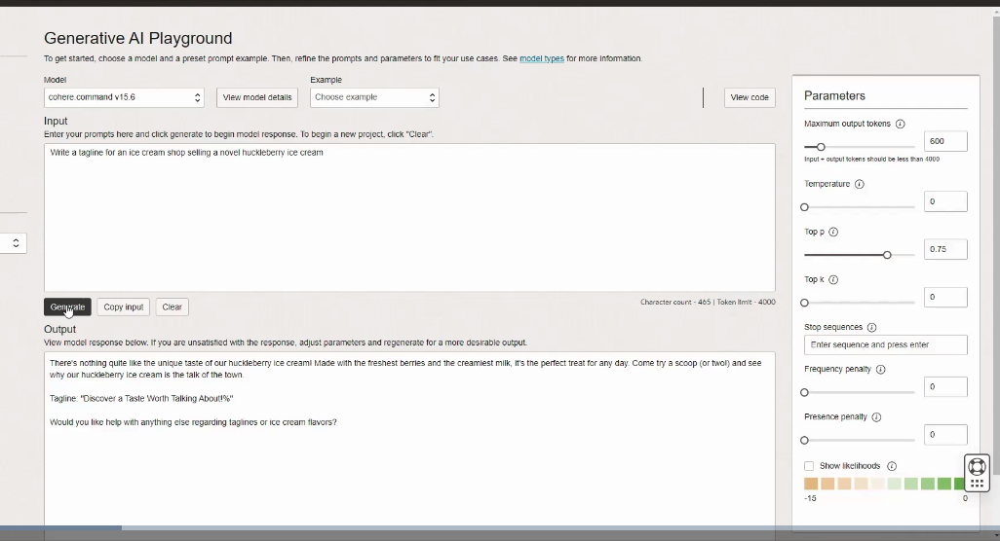 Generative AI Playground
To get started, choose a model and a preset prompt example. Then, refine the prompts and parameters to fit your use cases. See model types for more information.
Model
Example
cohere.command v15.6
View model details
Choose example
View code
Input
Enter your prompts here and click generate to begin model response. To begin a new project, click "Clear".
Write a tagline for an ice cream shop selling a novel huckleberry ice cream
Generate
Copy input
Clear
Character count - 465 | Token limit - 4000
Output
View model response below. If you are unsatisfied with the response, adjust parameters and regenerate for a more desirable output.
There's nothing quite like the unique taste of our huckleberry ice cream! Made with the freshest berries and the creamiest milk, it's the perfect treat for any day. Come try a scoop (or two!) and see
why our huckleberry ice cream is the talk of the town.
Tagline: "Discover a Taste Worth Talking About!%"
Would you like help with anything else regarding taglines or ice cream flavors?
Parameters
Maximum output tokens
600
Input + output tokens should be less than 4000
Temperature
0
Top p
0.75
Top k
0
Stop sequences
Enter sequence and press enter
Frequency penalty
0
Presence penalty
0
Show likelihoods
-15
0